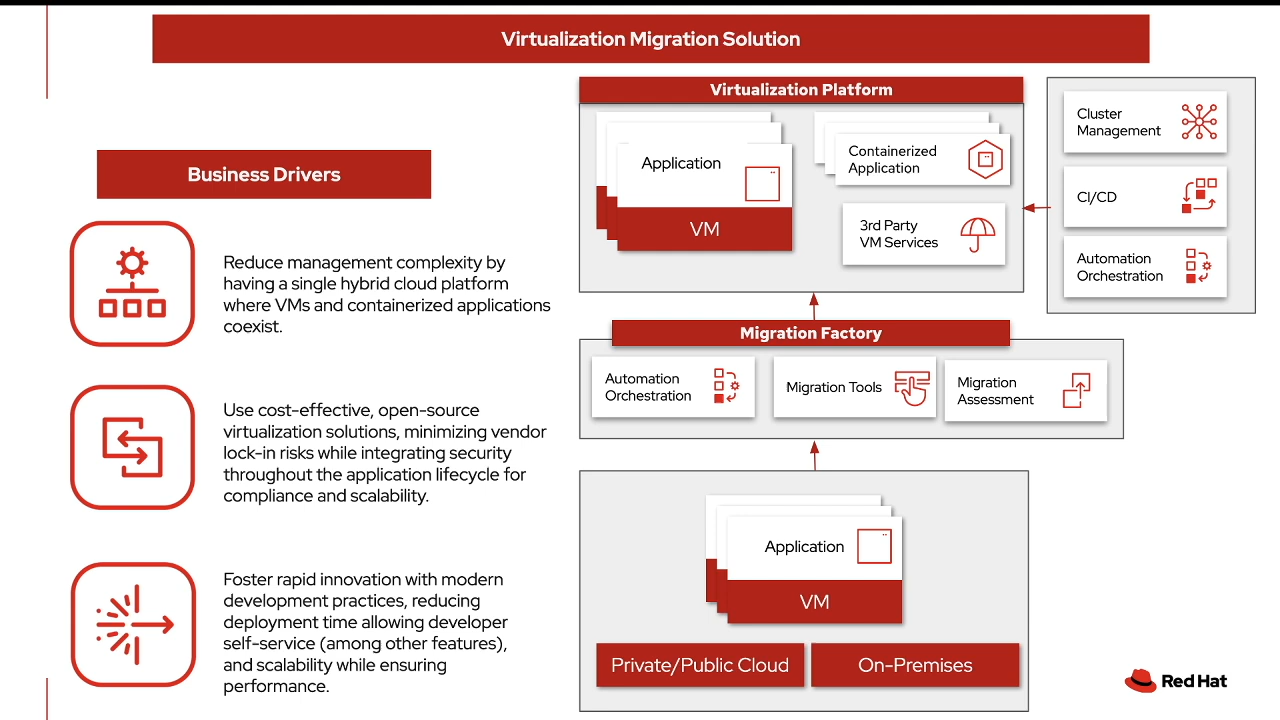 Virtualization Migration Solution
Business Drivers
Reduce management complexity by
having a single hybrid cloud platform
where VMs and containerized applications
coexist.
Use cost-effective, open-source
virtualization solutions, minimizing vendor
lock-in risks while integrating security
throughout the application lifecycle for
compliance and scalability.
Foster rapid innovation with modern
development practices, reducing
deployment time allowing developer
self-service (among other features),
and scalability while ensuring
performance.
Virtualization Platform
Application
VM
Containerized
Application
3rd Party
VM Services
Cluster
Management
CI/CD
Automation
Orchestration
Migration Factory
Automation
Orchestration
Migration Tools
Migration
Assessment
Application
VM
Private/Public Cloud
On-Premises
Red Hat